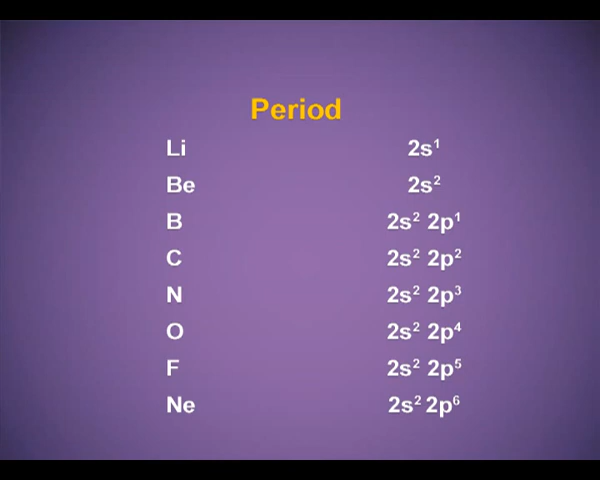 Period
Li 2s¹
Be 2s²
B 2s² 2p¹
C 2s² 2p²
N 2s² 2p³
O 2s² 2p⁴
F 2s² 2p⁵
Ne 2s² 2p⁶